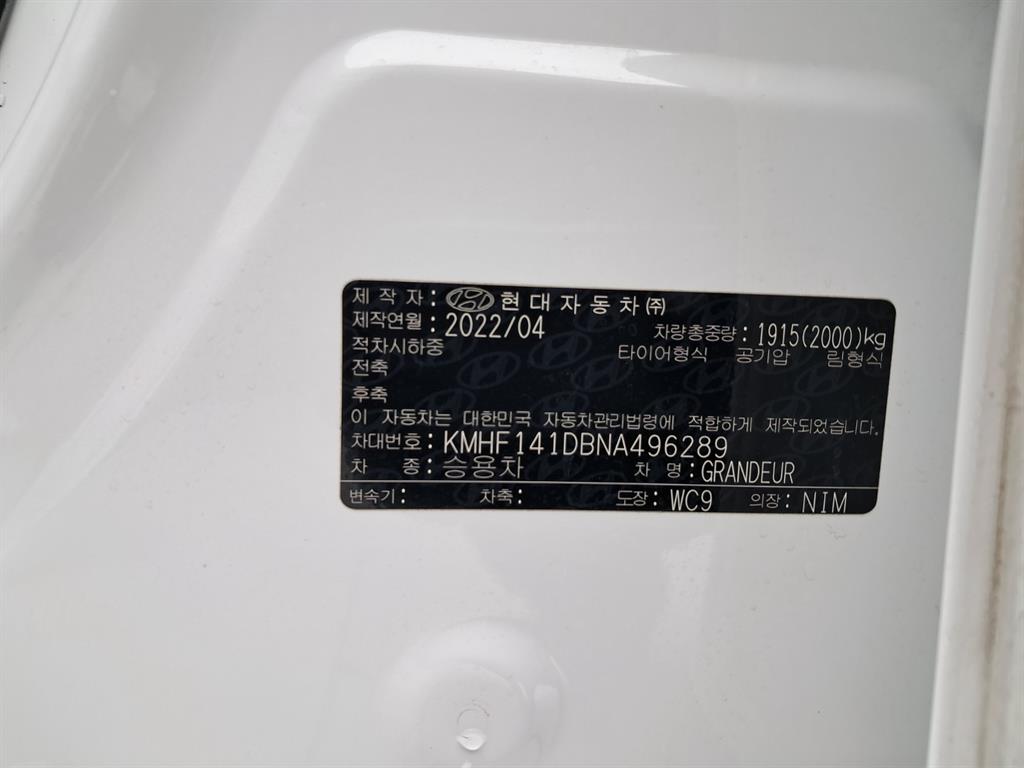 제 작 자 : 현대자동차㈜
제작연월 : 2022/04 차량총중량 : 1915(2000)kg
적차시하중 타이어형식 공기압 림형식
전축
후축
이 자동차는 대한민국 자동차관리법령에 적합하게 제작되었습니다.
차대번호 : KMHF141DBNA496289
차 종 : 승용차 차 명 : GRANDEUR
변속기 : 차축 : 도장 : WC9 의장 : NIM